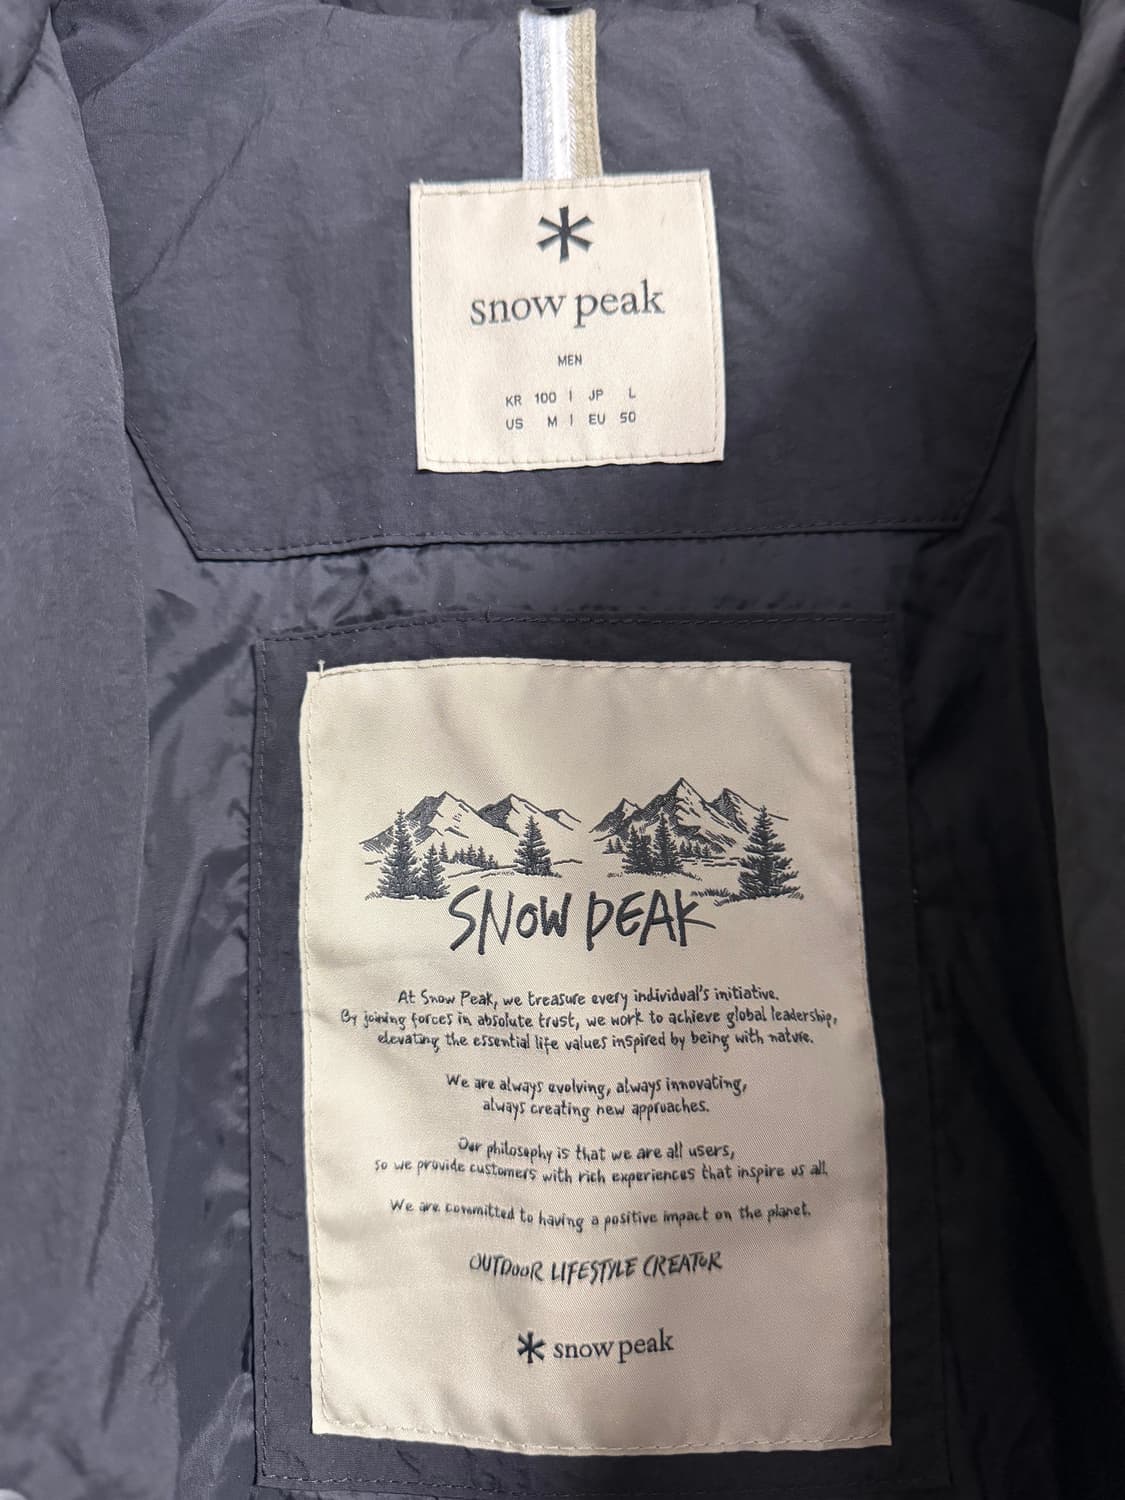 snow peak
MEN
KR 100 | JP L
US M | EU 50
SNOW PEAK
At Snow Peak, we treasure every individual's initiative.
By joining forces in absolute trust, we work to achieve global leadership,
elevating the essential life values inspired by being with nature.
We are always evolving, always innovating,
always creating new approaches.
Our philosophy is that we are all users,
so we provide customers with rich experiences that inspire us all.
We are committed to having a positive impact on the planet.
OUTDOOR LIFESTYLE CREATOR
snow peak